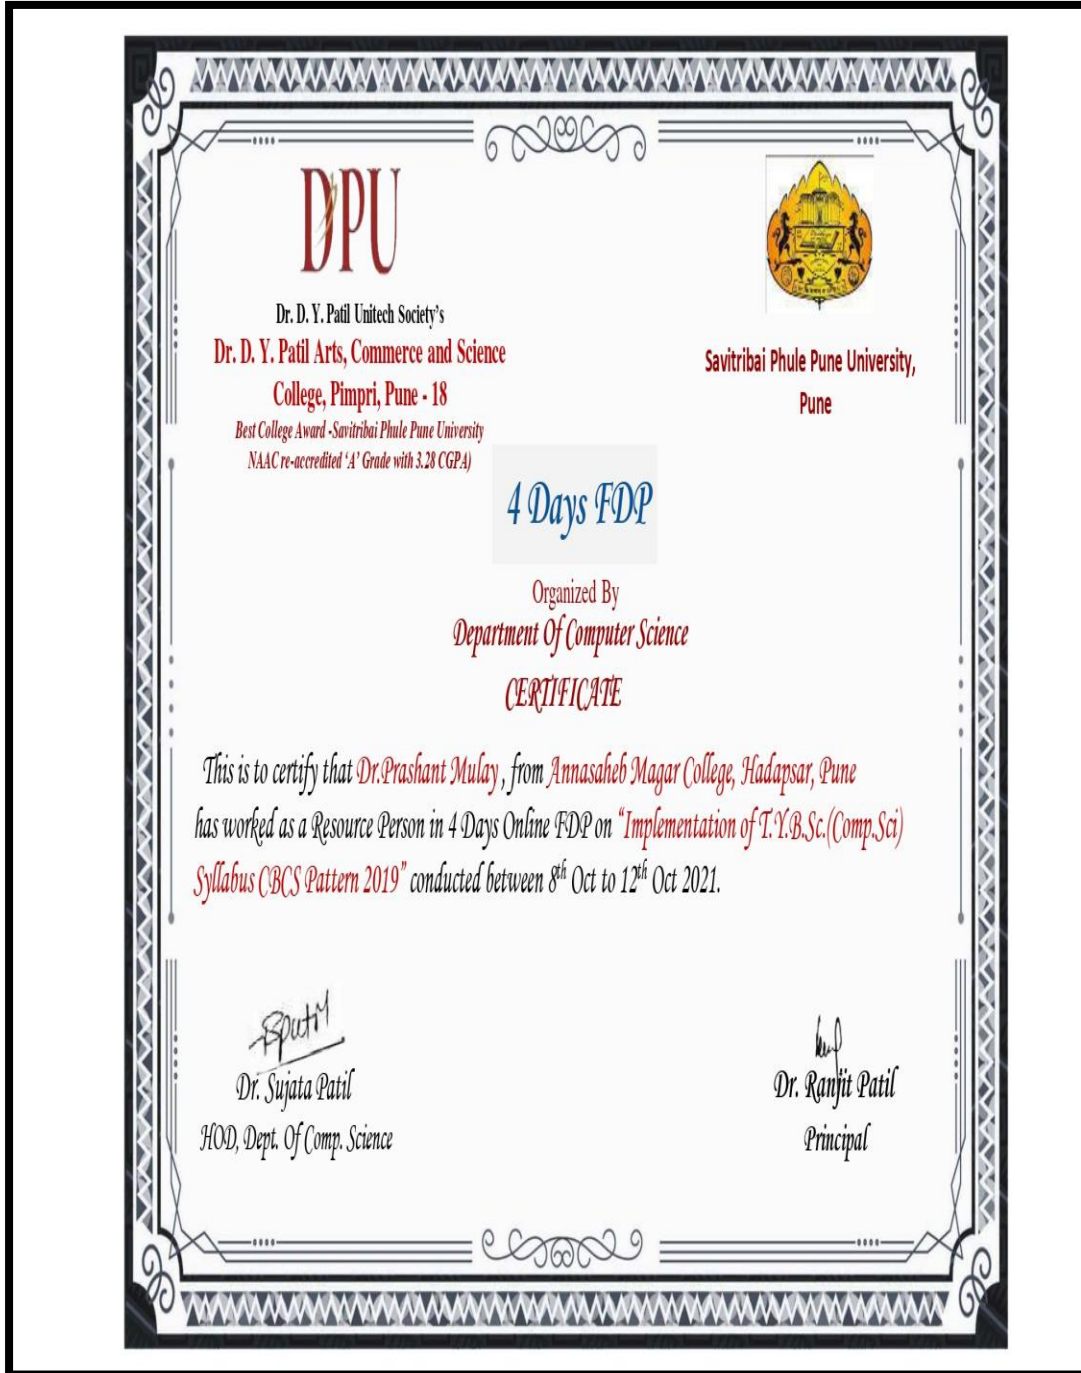 DPU
Dr. D. Y. Patil Unitech Society's
Dr. D. Y. Patil Arts, Commerce and Science
College, Pimpri, Pune - 18
Best College Award -Savitribai Phule Pune University
NAAC re-accredited ‘A’ Grade with 3.28 CGPA)
Savitribai Phule Pune University,
Pune
4 Days FDP
Organized By
Department Of Computer Science
CERTIFICATE
This is to certify that Dr.Prashant Mulay , from Annasaheb Magar College, Hadapsar, Pune
has worked as a Resource Person in 4 Days Online FDP on “Implementation of T.Y.B.Sc.(Comp.Sci)
Syllabus CBCS Pattern 2019” conducted between 8th Oct to 12th Oct 2021.
Dr. Sujata Patil
HOD, Dept. Of Comp. Science
Dr. Ranjit Patil
Principal